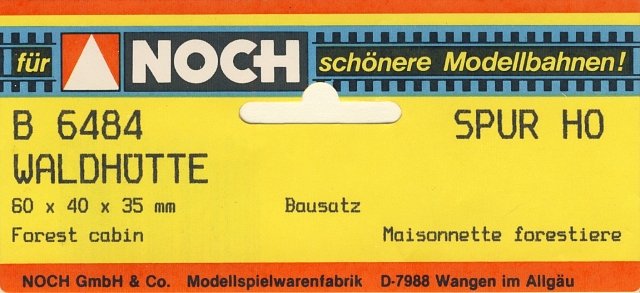 für NOCH schönere Modellbahnen!
B 6484 SPUR HO
WALDHÜTTE
60 x 40 x 35 mm Bausatz
Forest cabin Maisonnette forestiere
NOCH GmbH & Co. Modellspielwarenfabrik D-7988 Wangen im Allgäu